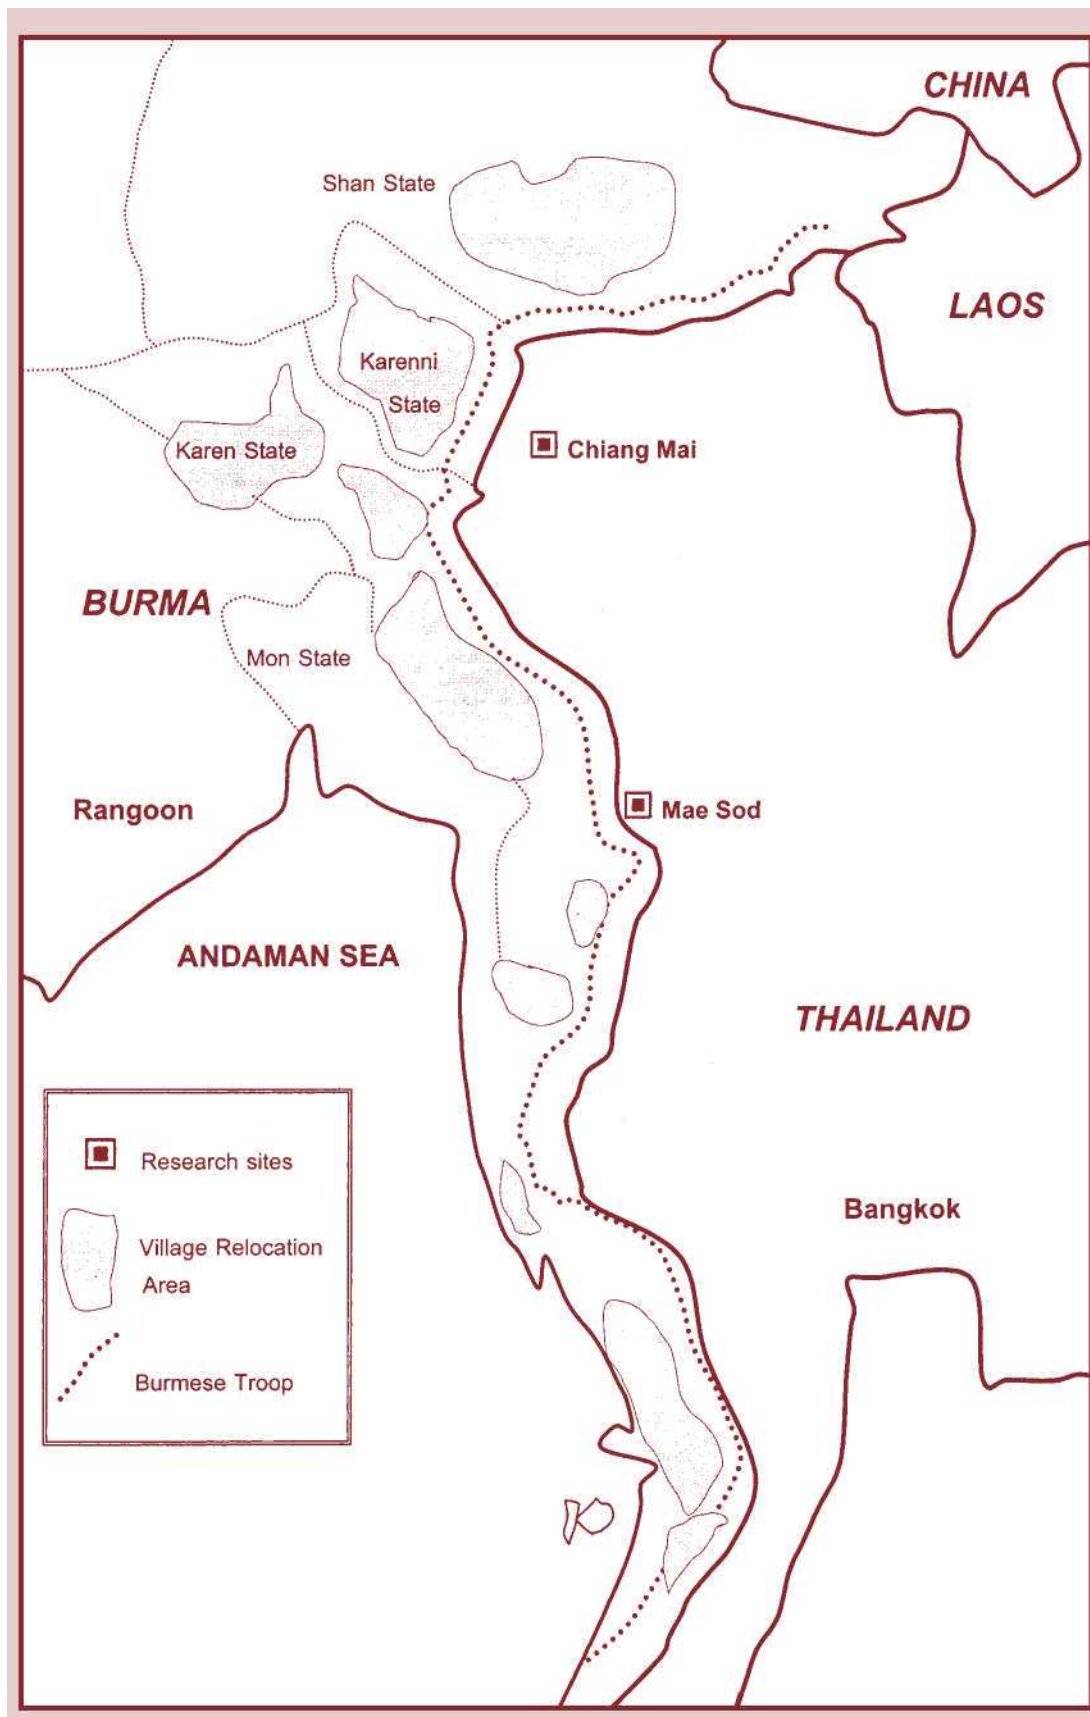 CHINA
Shan State
LAOS
Karenni
State
Karen State
Chiang Mai
BURMA
Mon State
Rangoon
Mae Sod
ANDAMAN SEA
THAILAND
Research sites
Bangkok
Village Relocation
Area
Burmese Troop